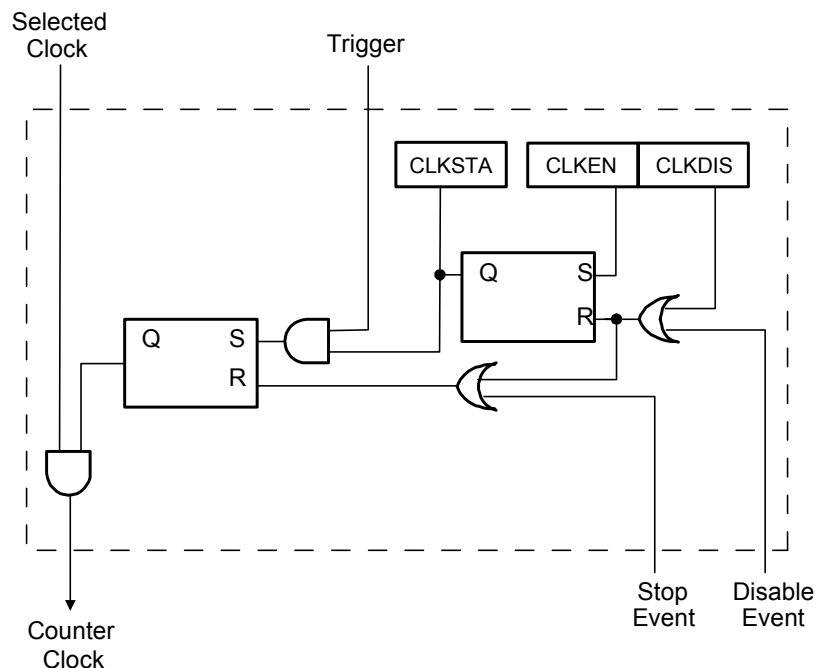 Selected
Clock
Trigger
CLKSTA
CLKEN
CLKDIS
Q
S
R
Q
S
R
Stop
Event
Disable
Event
Counter
Clock